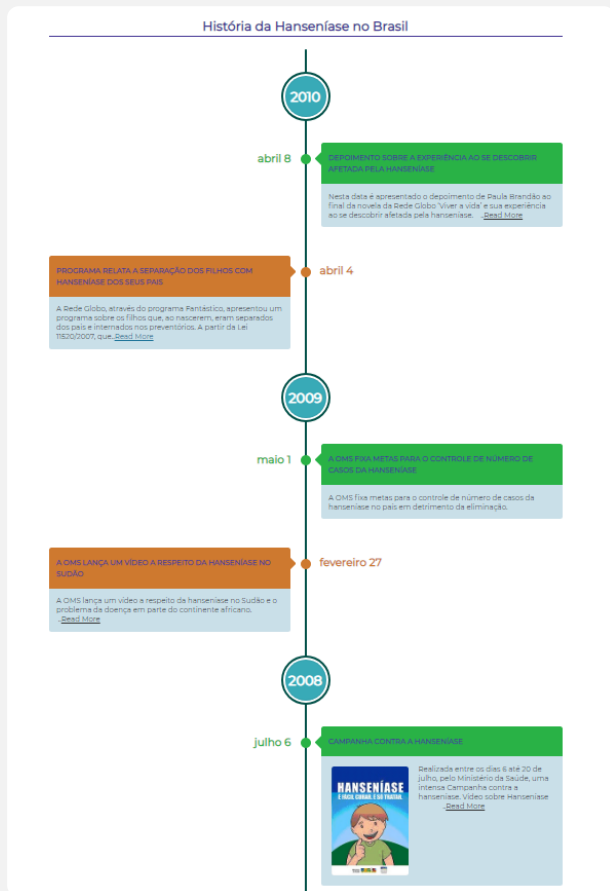 História da Hanseníase no Brasil
2010
abril 8
DEPOIMENTO SOBRE A EXPERIÊNCIA AO SE DESCOBRIR
AFETADA PELA HANSENÍASE
Nesta data é apresentado o depoimento de Paula Brandão ao
final da novela da Rede Globo 'Viver a vida' e sua experiência
ao se descobrir afetada pela hanseníase. ...Read More
abril 4
PROGRAMA RELATA A SEPARAÇÃO DOS FILHOS COM
HANSENÍASE DOS SEUS PAIS
A Rede Globo, através do programa Fantástico, apresentou um
programa sobre os filhos que, ao nascerem, eram separados
dos pais e internados nos preventórios. A partir da Lei
11520/2007, que...Read More
2009
maio 1
A OMS FIXA METAS PARA O CONTROLE DE NÚMERO DE
CASOS DA HANSENÍASE
A OMS fixa metas para o controle de número de casos da
hanseníase no país em detrimento da eliminação.
fevereiro 27
A OMS LANÇA UM VÍDEO A RESPEITO DA HANSENÍASE NO
SUDÃO
A OMS lança um vídeo a respeito da hanseníase no Sudão e o
problema da doença em parte do continente africano.
...Read More
2008
julho 6
CAMPANHA CONTRA A HANSENÍASE
HANSENÍASE
É FÁCIL CURAR. É SÓ TRATAR.
Realizada entre os dias 6 até 20 de
julho, pelo Ministério da Saúde, uma
intensa Campanha contra a
hanseníase. Vídeo sobre Hanseníase
...Read More